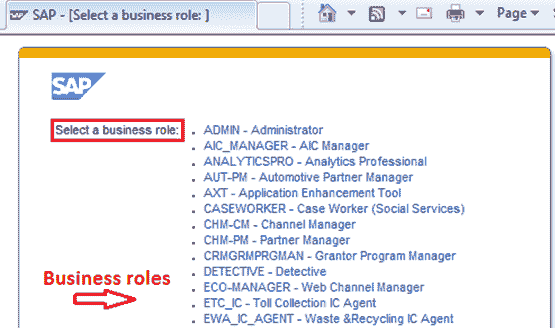 SAP - [Select a business role: ]
Page
SAP
Select a business role:
ADMIN - Administrator
AIC_MANAGER - AIC Manager
ANALYTICSPRO - Analytics Professional
AUT-PM - Automotive Partner Manager
AXT - Application Enhancement Tool
CASEWORKER - Case Worker (Social Services)
CHM-CM - Channel Manager
CHM-PM - Partner Manager
CRMGRMPRGMAN - Grantor Program Manager
DETECTIVE - Detective
ECO-MANAGER - Web Channel Manager
ETC_IC - Toll Collection IC Agent
EWA_IC_AGENT - Waste &Recycling IC Agent
Business roles